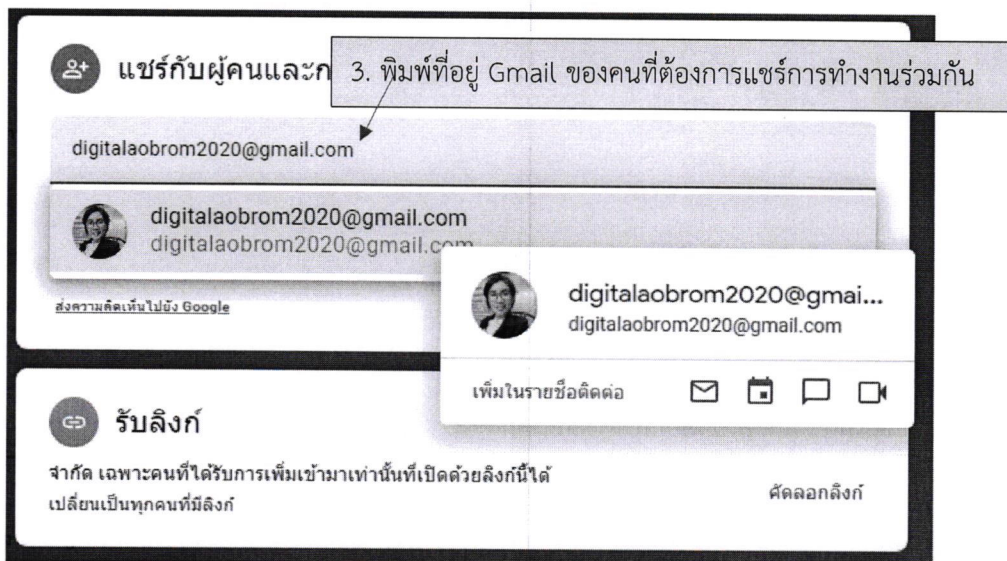 แชร์กับผู้คนและก
3. พิมพ์ที่อยู่ Gmail ของคนที่ต้องการแชร์การทำงานร่วมกัน
digitalaobrom2020@gmail.com
digitalaobrom2020@gmail.com
digitalaobrom2020@gmail.com
ส่งความคิดเห็นไปยัง Google
digitalaobrom2020@gmai...
digitalaobrom2020@gmail.com
เพิ่มในรายชื่อติดต่อ
รับลิงก์
จำกัด เฉพาะคนที่ได้รับการเพิ่มเข้ามาเท่านั้นที่เปิดด้วยลิงก์นี้ได้
เปลี่ยนเป็นทุกคนที่มีลิงก์
คัดลอกลิงก์